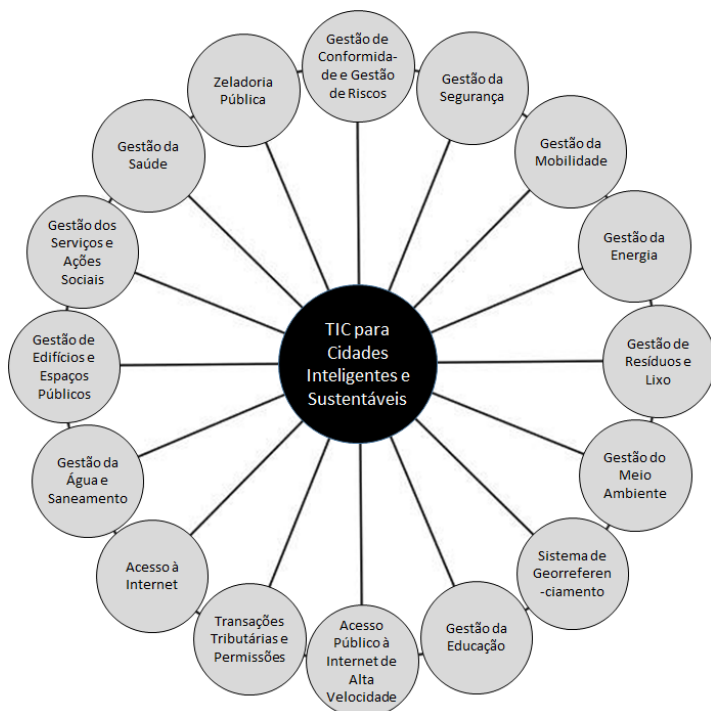 Gestão de
Conformida-
de e Gestão
de Riscos
Gestão da
Segurança
Gestão da
Mobilidade
Gestão da
Energia
Gestão de
Resíduos e
Lixo
Gestão do
Meio
Ambiente
Sistema de
Georreferen
-ciamento
Gestão da
Educação
Acesso
Público à
Internet de
Alta
Velocidade
Transações
Tributárias e
Permissões
Acesso à
Internet
Gestão da
Água e
Saneamento
Gestão de
Edifícios e
Espaços
Públicos
Gestão dos
Serviços e
Ações
Sociais
Gestão da
Saúde
Zeladoria
Pública
TIC para
Cidades
Inteligentes e
Sustentáveis